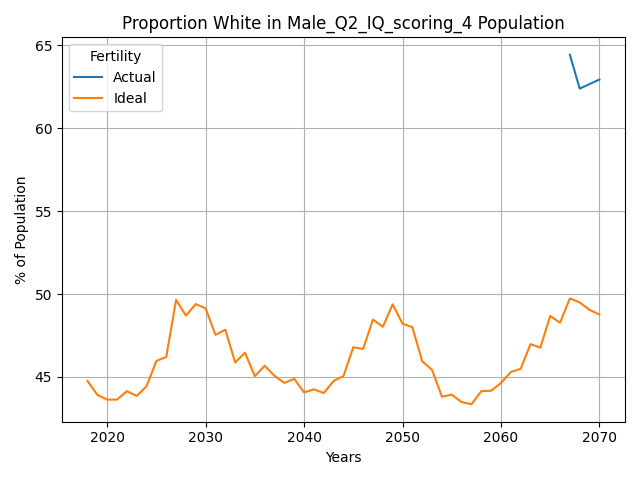 Proportion White in Male_Q2_IQ_scoring_4 Population
Fertility
Actual
Ideal
% of Population
65
60
55
50
45
2020 2030 2040 2050 2060 2070
Years